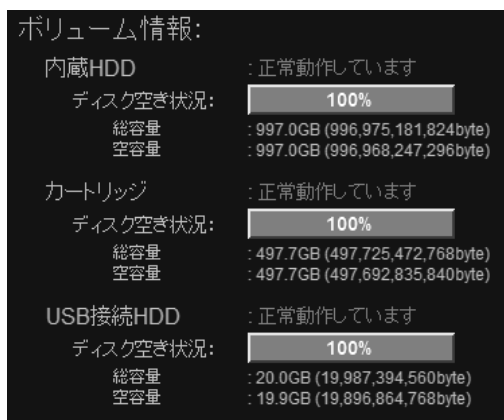 ボリューム情報:
内蔵HDD : 正常動作しています
ディスク空き状況: 100%
総容量 : 997.0GB (996,975,181,824byte)
空容量 : 997.0GB (996,968,247,296byte)
カートリッジ : 正常動作しています
ディスク空き状況: 100%
総容量 : 497.7GB (497,725,472,768byte)
空容量 : 497.7GB (497,692,835,840byte)
USB接続HDD : 正常動作しています
ディスク空き状況: 100%
総容量 : 20.0GB (19,987,394,560byte)
空容量 : 19.9GB (19,896,864,768byte)